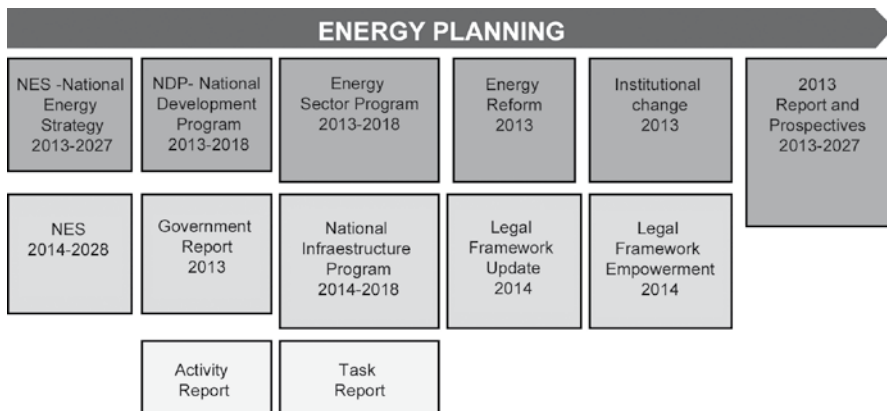 ENERGY PLANNING
NES -National
Energy
Strategy
2013-2027
NDP- National
Development
Program
2013-2018
Energy
Sector Program
2013-2018
Energy
Reform
2013
Institutional
change
2013
2013
Report and
Prospectives
2013-2027
NES
2014-2028
Government
Report
2013
National
Infraestructure
Program
2014-2018
Legal
Framework
Update
2014
Legal
Framework
Empowerment
2014
Activity
Report
Task
Report